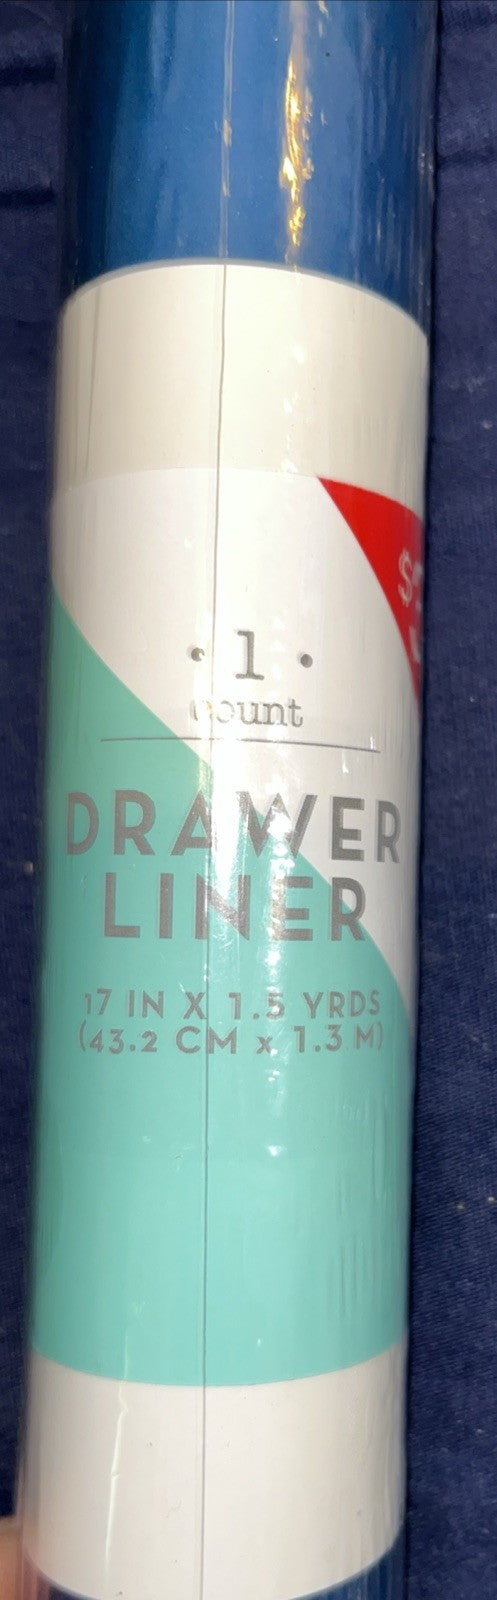 · 1 ·
count
DRAWER
LINER
17 IN X 1.5 YRDS
(43.2 CM x 1.3 M)
$